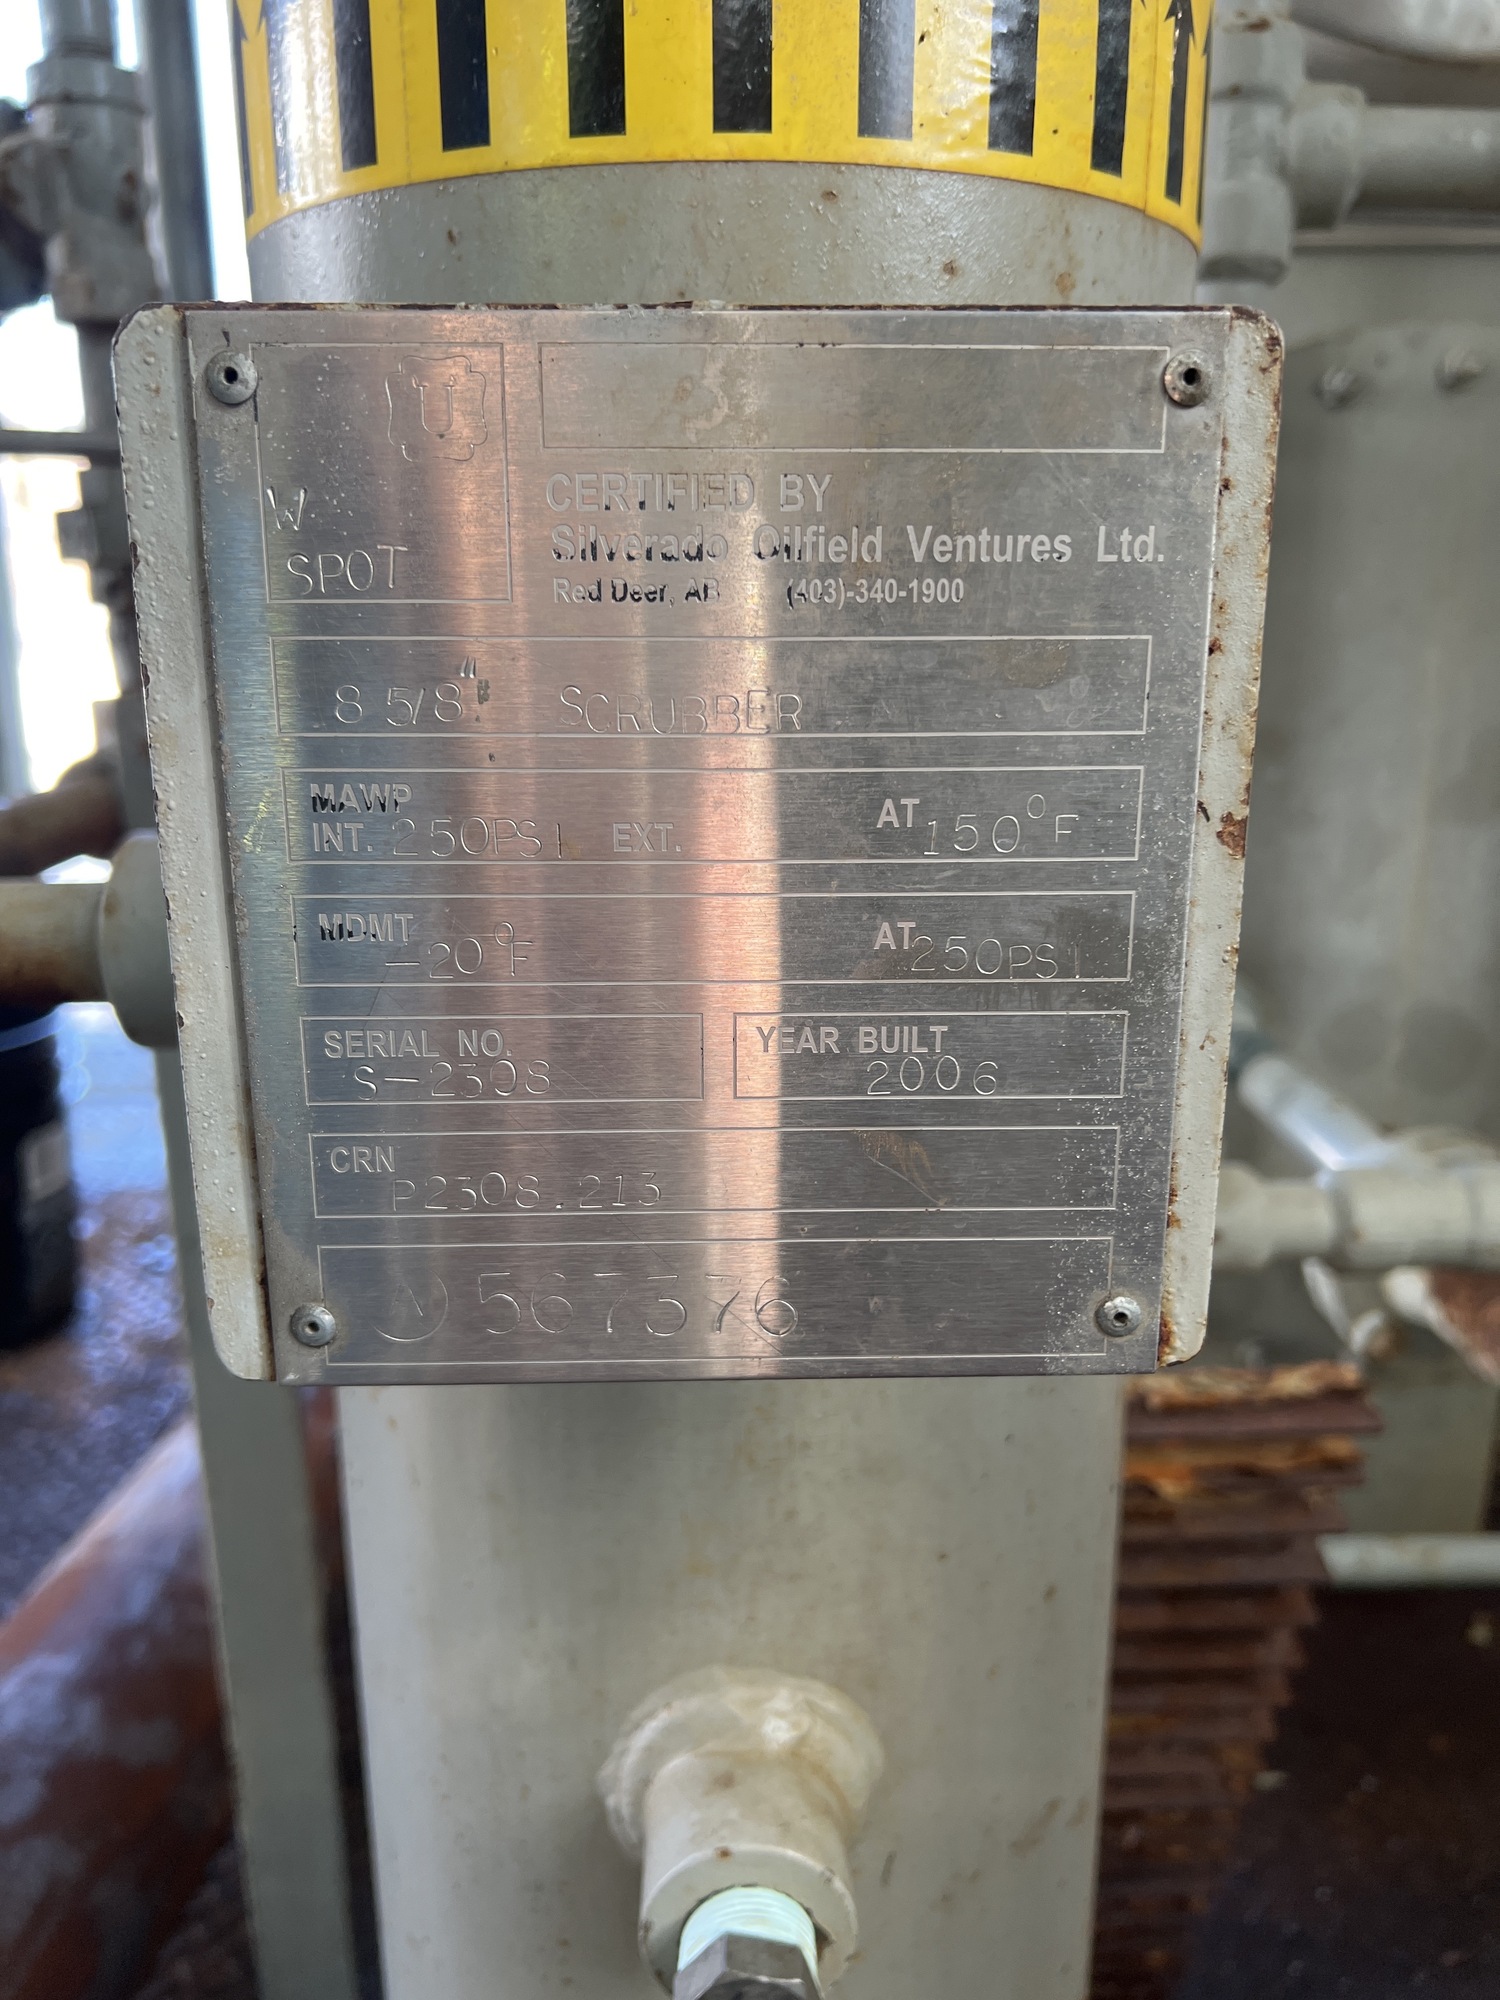 U
W
SPOT
CERTIFIED BY
Silverado Oilfield Ventures Ltd.
Red Deer, AB (403)-340-1900
8 5/8" SCRUBBER
MAWP
INT. 250PSI EXT. AT 150°F
MDMT -20°F AT 250PSI
SERIAL NO. S-2308
YEAR BUILT 2006
CRN P2308.213
A 567376